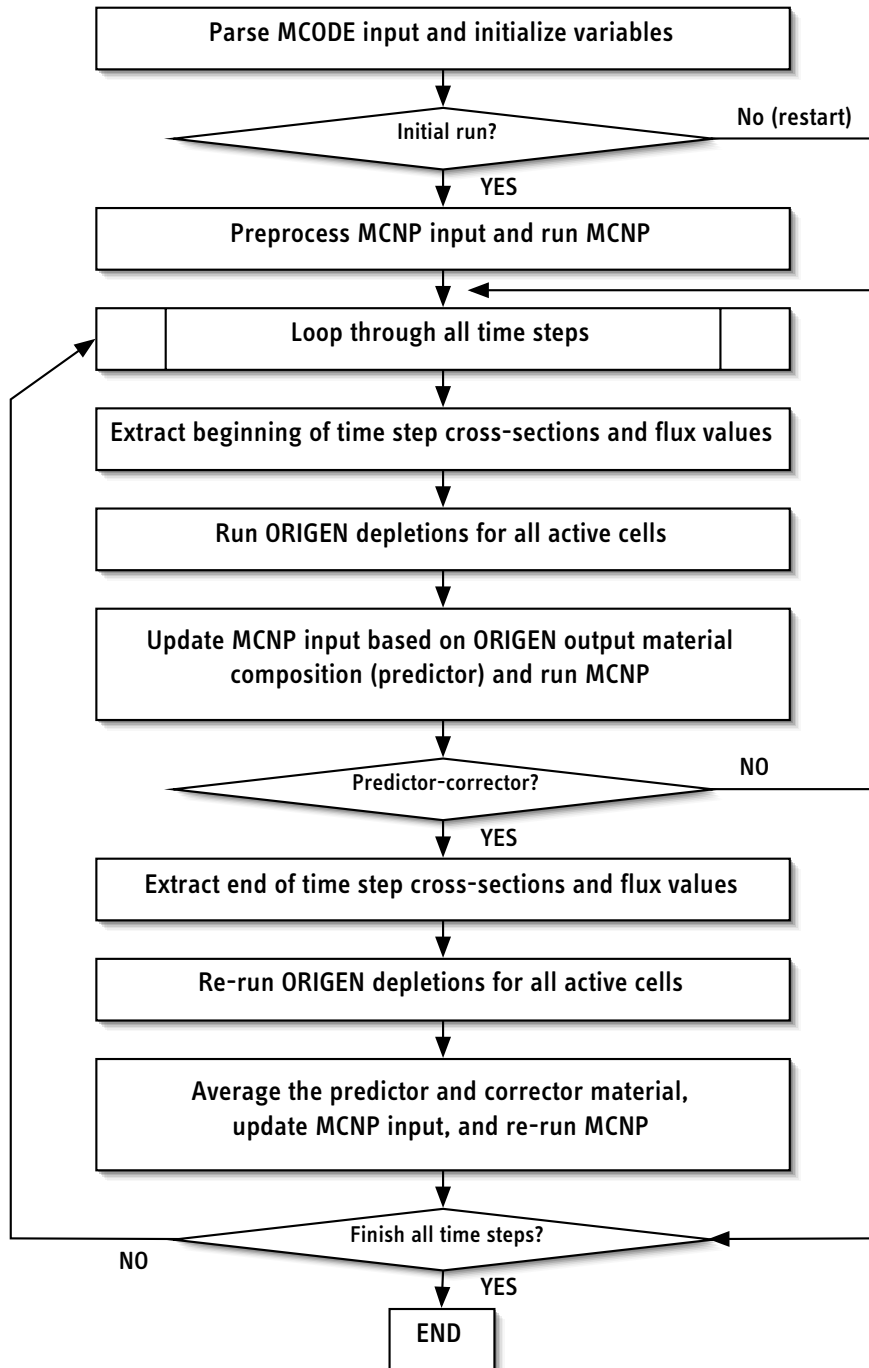 Parse MCODE input and initialize variables
Initial run?
No (restart)
YES
Preprocess MCNP input and run MCNP
Loop through all time steps
Extract beginning of time step cross-sections and flux values
Run ORIGEN depletions for all active cells
Update MCNP input based on ORIGEN output material
composition (predictor) and run MCNP
Predictor-corrector?
NO
YES
Extract end of time step cross-sections and flux values
Re-run ORIGEN depletions for all active cells
Average the predictor and corrector material,
update MCNP input, and re-run MCNP
Finish all time steps?
NO
YES
END